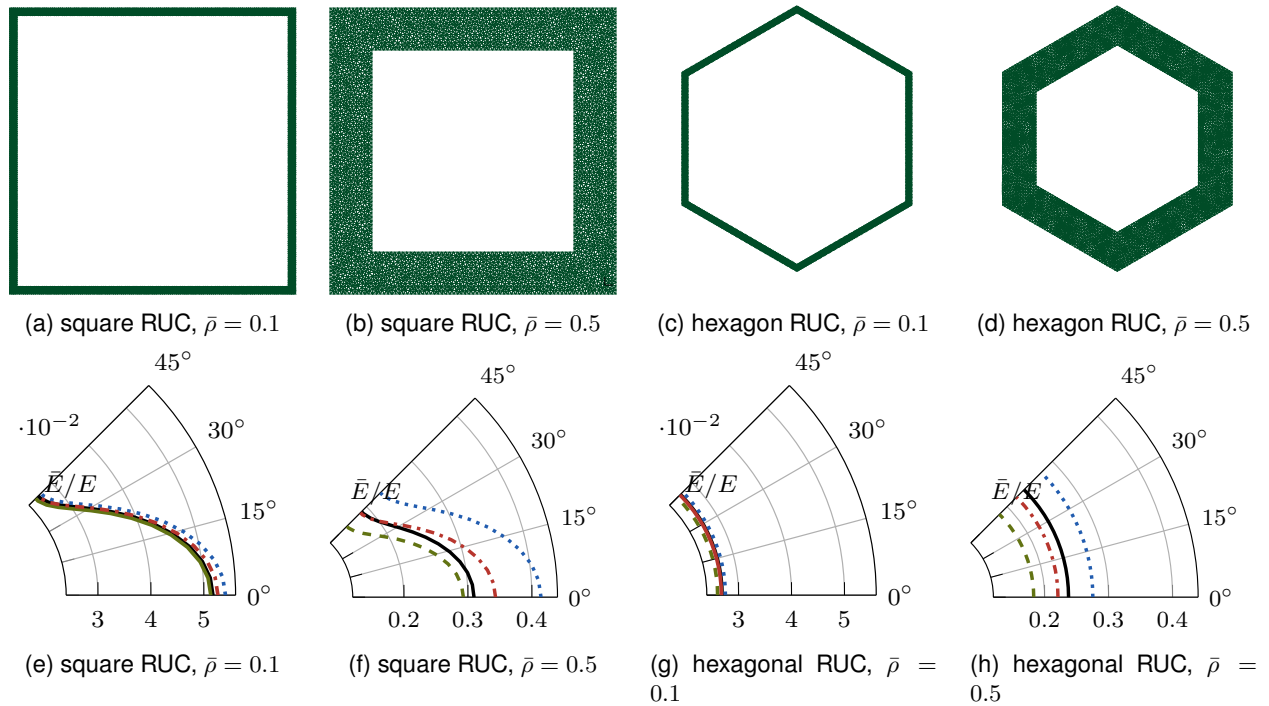 (a) square RUC, ρ̄ = 0.1
(b) square RUC, ρ̄ = 0.5
(c) hexagon RUC, ρ̄ = 0.1
(d) hexagon RUC, ρ̄ = 0.5
45°
30°
15°
0°
·10⁻²
Ē/E
3 4 5
45°
30°
15°
0°
Ē/E
0.2 0.3 0.4
45°
30°
15°
0°
·10⁻²
Ē/E
3 4 5
45°
30°
15°
0°
Ē/E
0.2 0.3 0.4
(e) square RUC, ρ̄ = 0.1
(f) square RUC, ρ̄ = 0.5
(g) hexagonal RUC, ρ̄ =
0.1
(h) hexagonal RUC, ρ̄ =
0.5